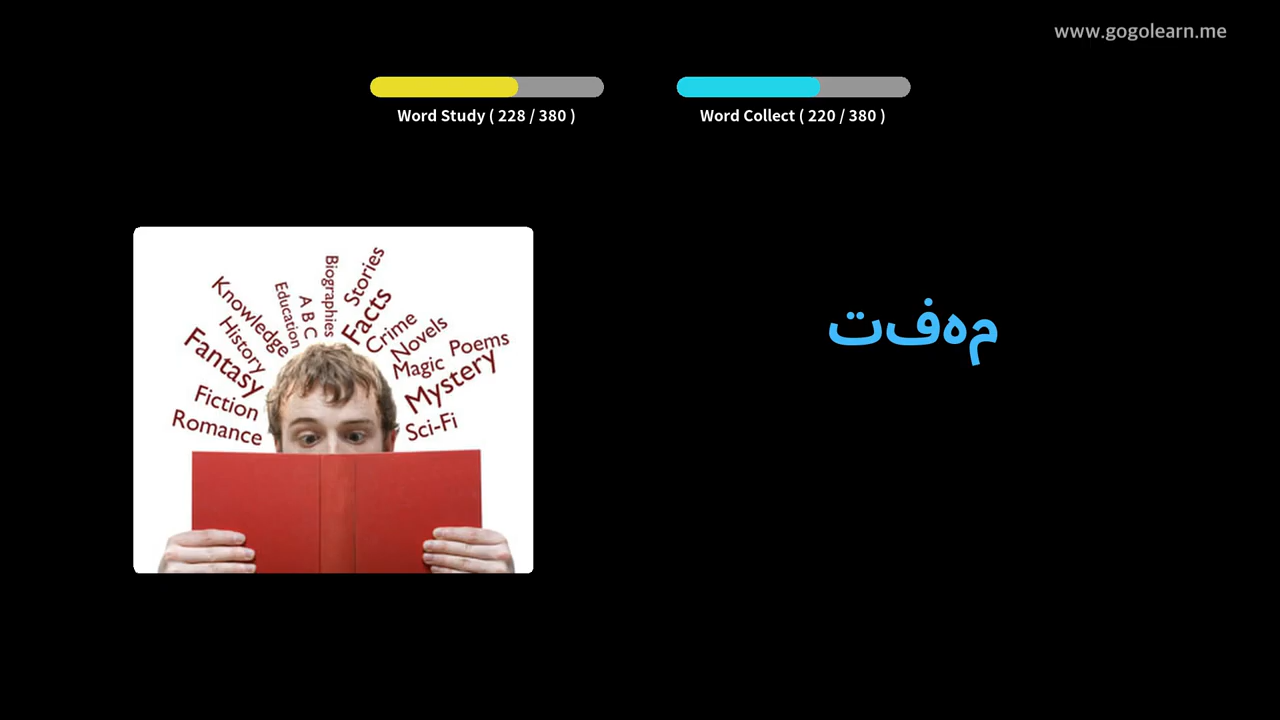 www.gogolearn.me
Word Study ( 228 / 380 )
Word Collect ( 220 / 380 )
Knowledge
History
Fantasy
Fiction
Romance
Education
A B C
Biographies
Stories
Facts
Crime
Novels
Magic
Poems
Mystery
Sci-Fi
مهفت